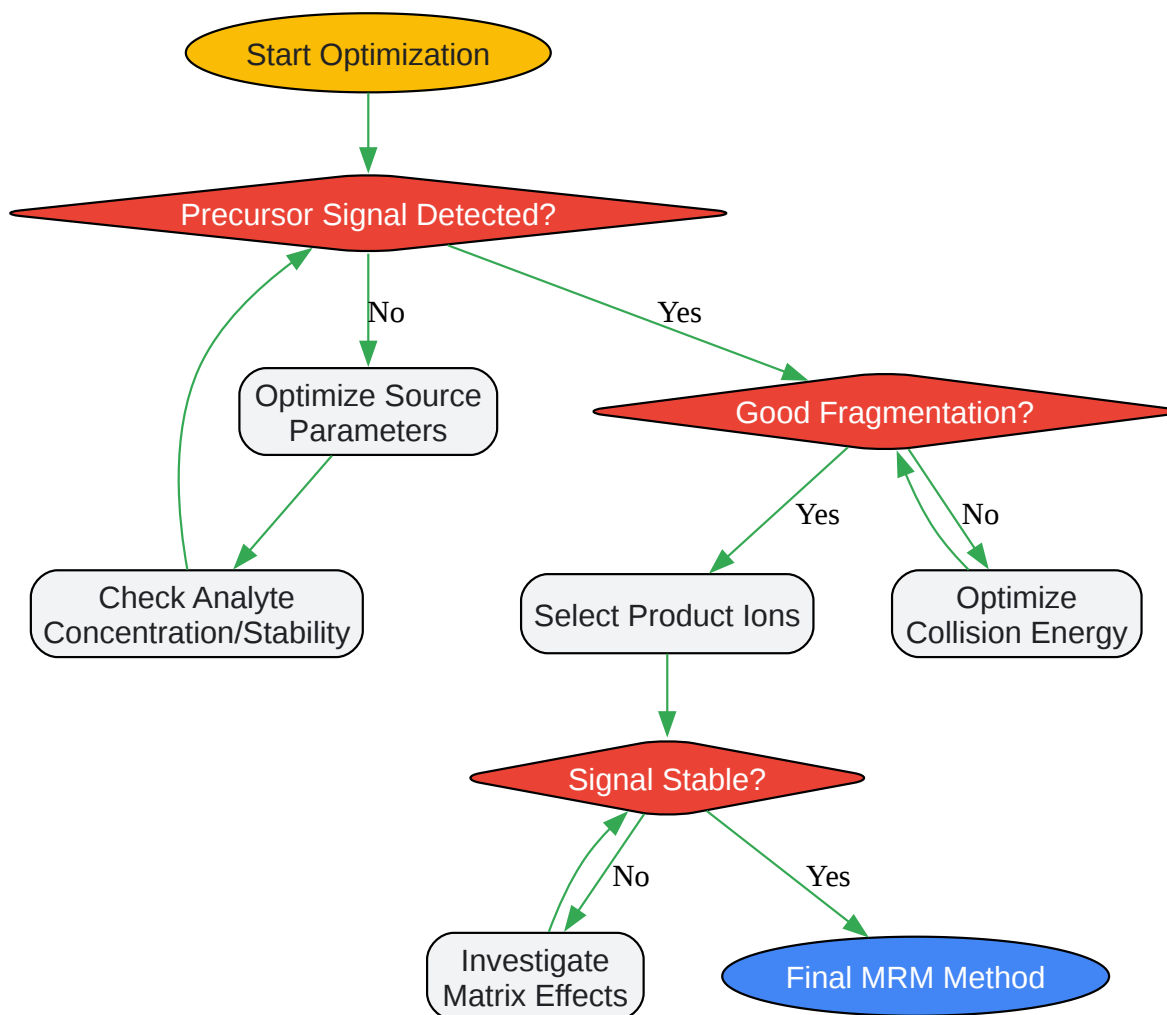 Start Optimization
Precursor Signal Detected?
No
Yes
Optimize Source
Parameters
Good Fragmentation?
Yes
No
Check Analyte
Concentration/Stability
Select Product Ions
Optimize
Collision Energy
Signal Stable?
No
Yes
Investigate
Matrix Effects
Final MRM Method